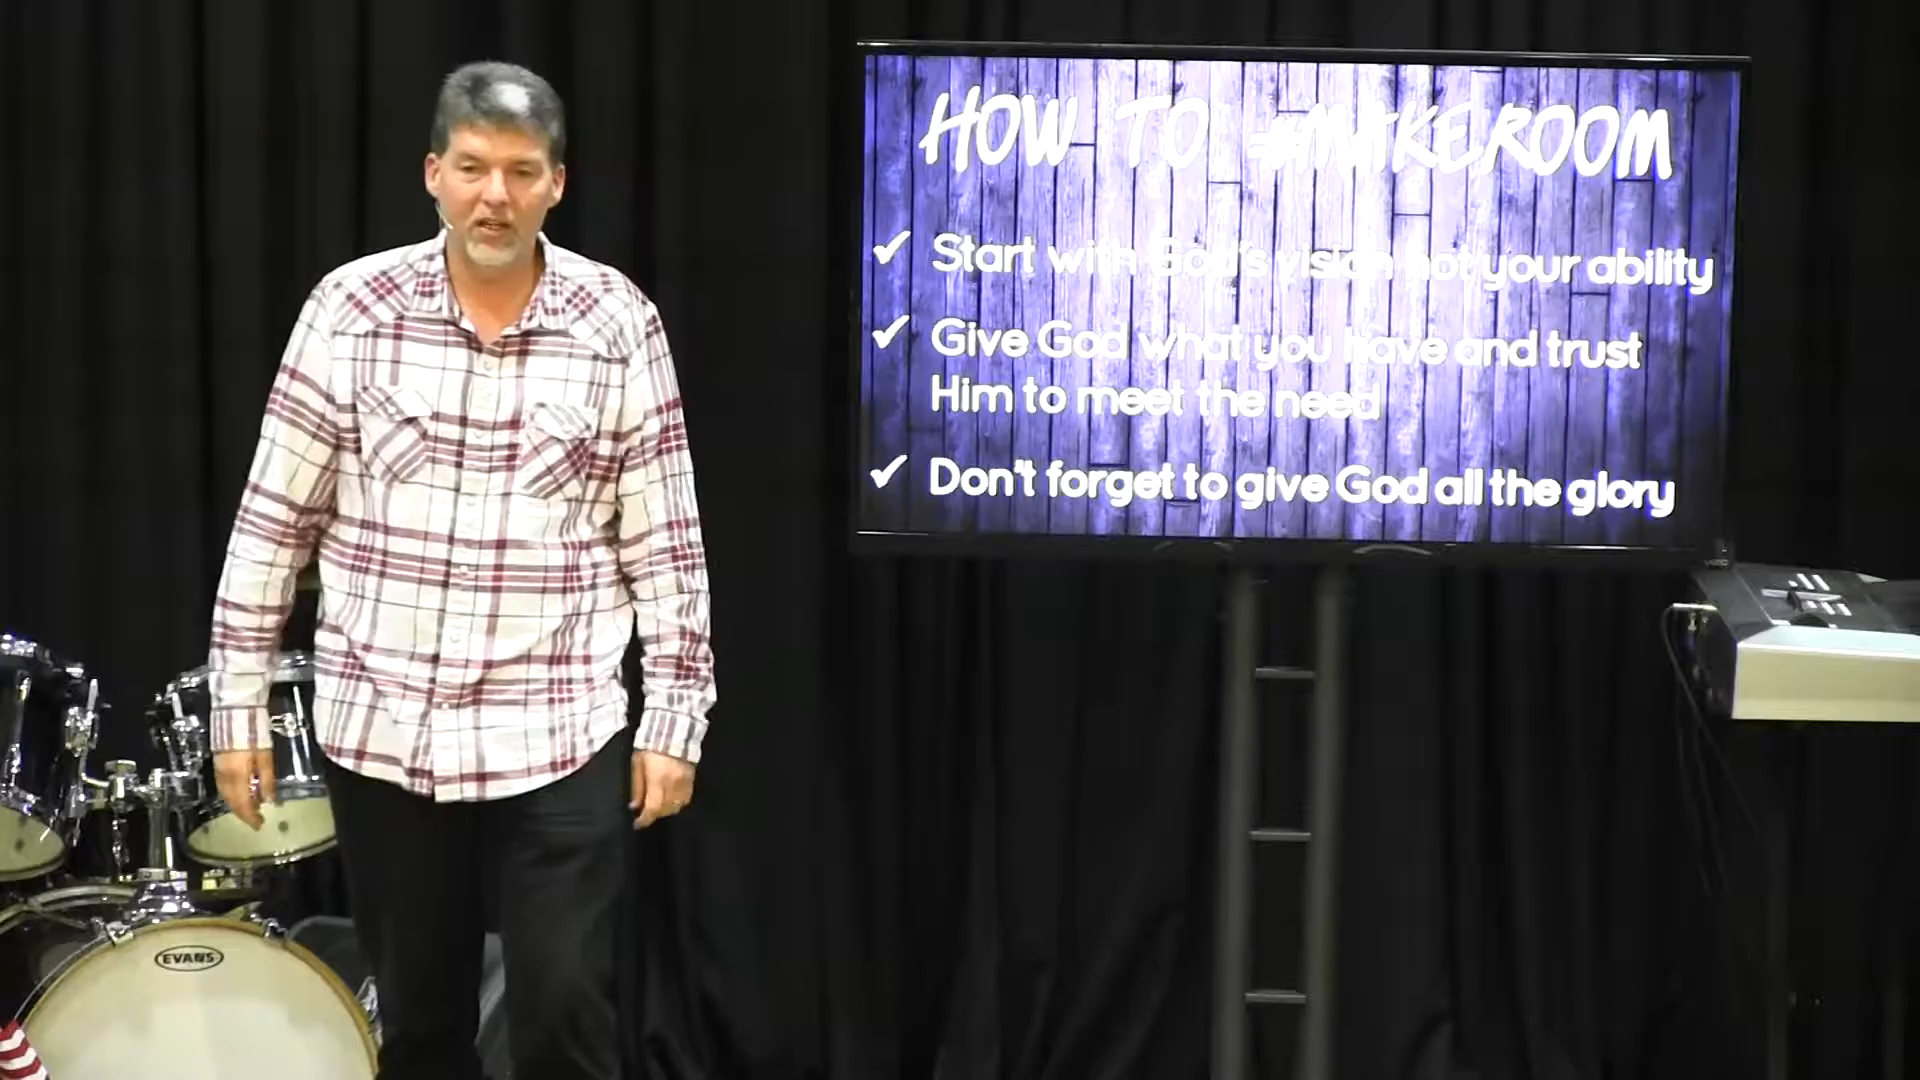 HOW TO #MAKEROOM
✓ Start with God's vision not your ability
✓ Give God what you have and trust
Him to meet the need
✓ Don't forget to give God all the glory
VIZIO
EVANS